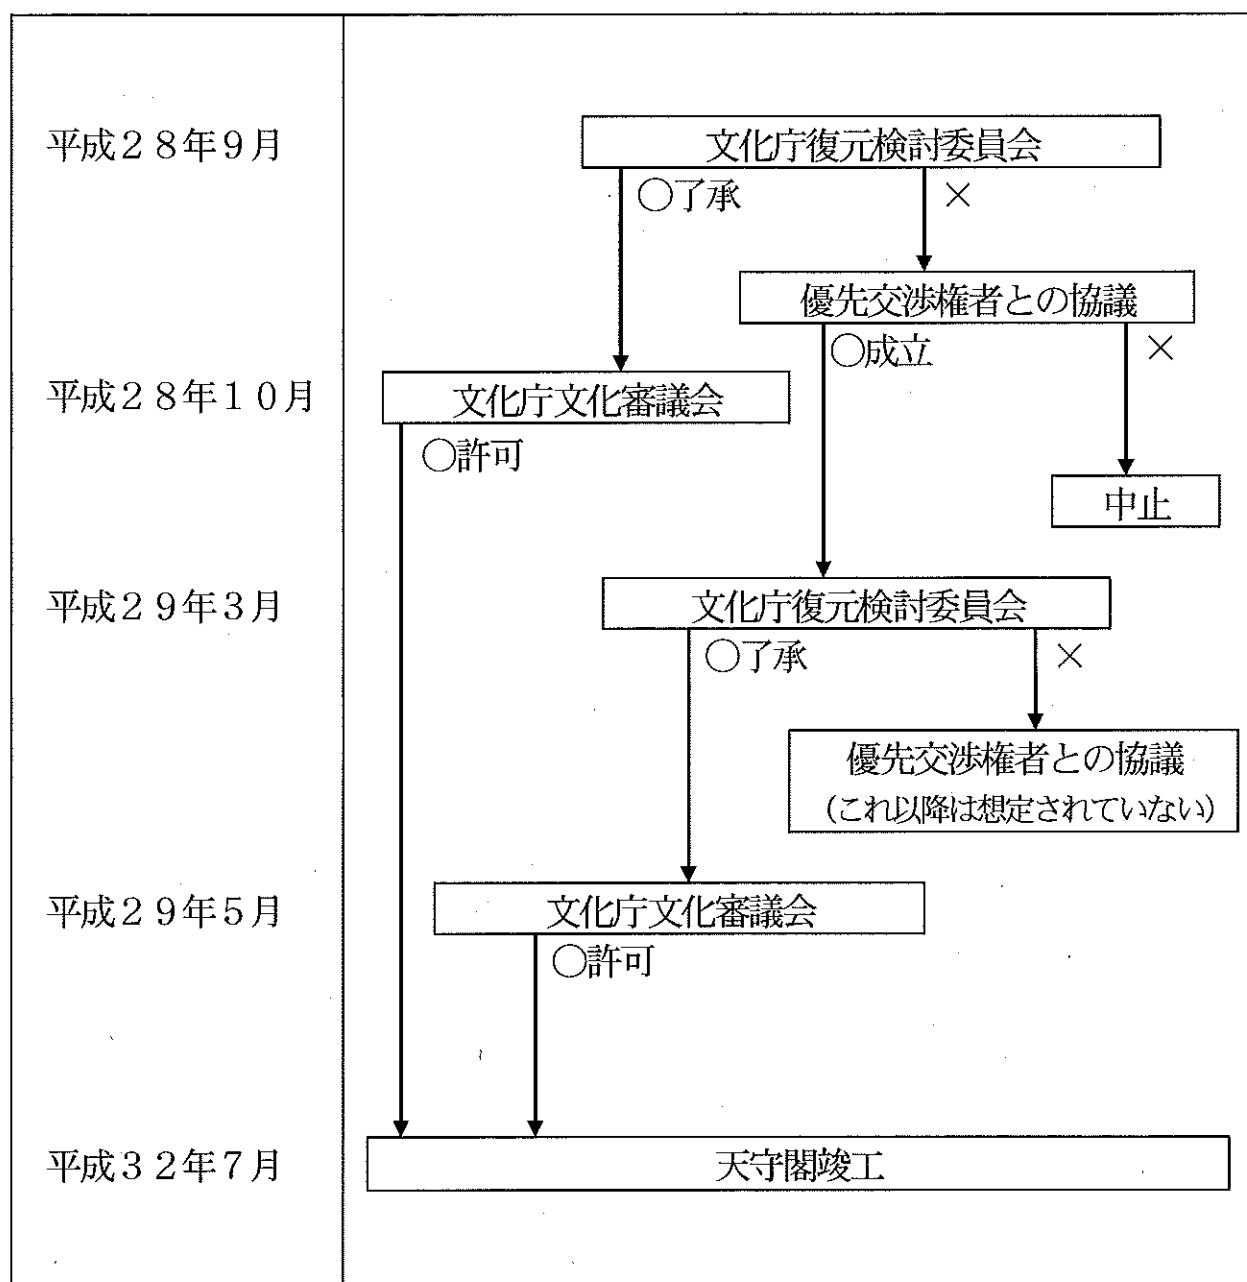 平成２８年９月
文化庁復元検討委員会
○了承
×
優先交渉権者との協議
○成立
×
平成２８年１０月
文化庁文化審議会
○許可
中止
平成２９年３月
文化庁復元検討委員会
○了承
×
優先交渉権者との協議
（これ以降は想定されていない）
平成２９年５月
文化庁文化審議会
○許可
平成３２年７月
天守閣竣工